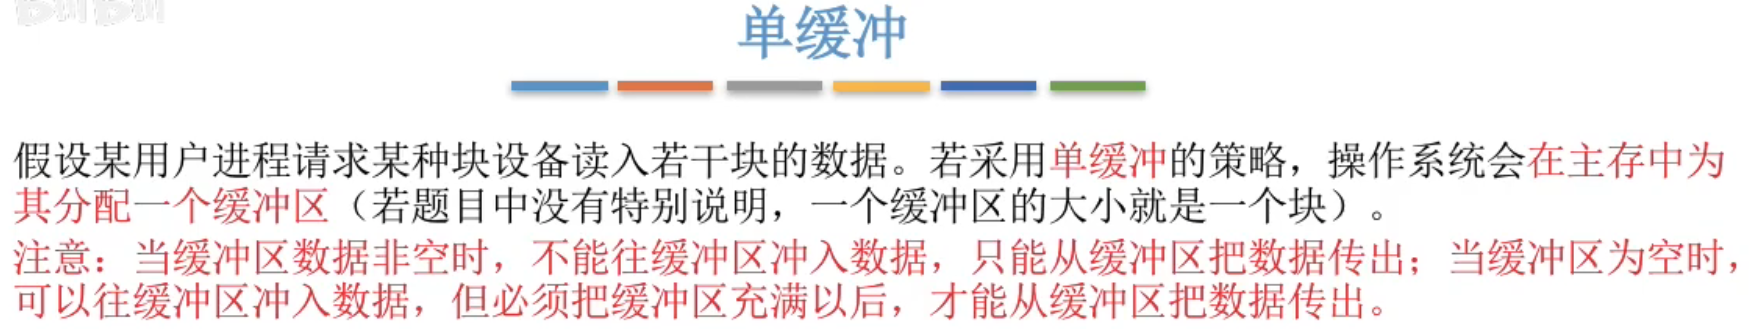 单缓冲
假设某用户进程请求某种块设备读入若干块的数据。若采用单缓冲的策略，操作系统会在主存中为
其分配一个缓冲区（若题目中没有特别说明，一个缓冲区的大小就是一个块）。
注意：当缓冲区数据非空时，不能往缓冲区冲入数据，只能从缓冲区把数据传出；当缓冲区为空时，
可以往缓冲区冲入数据，但必须把缓冲区充满以后，才能从缓冲区把数据传出。